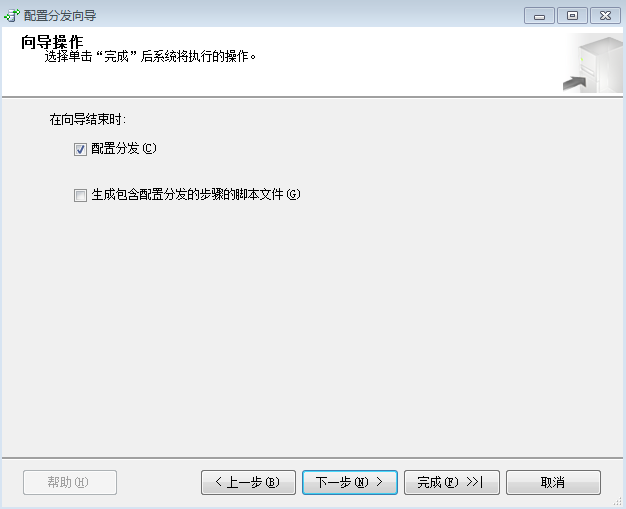 配置分发向导
向导操作
选择单击“完成”后系统将执行的操作。
在向导结束时:
配置分发(C)
生成包含配置分发的步骤的脚本文件(G)
帮助(H)
< 上一步(B)
下一步(N) >
完成(F) >>|
取消